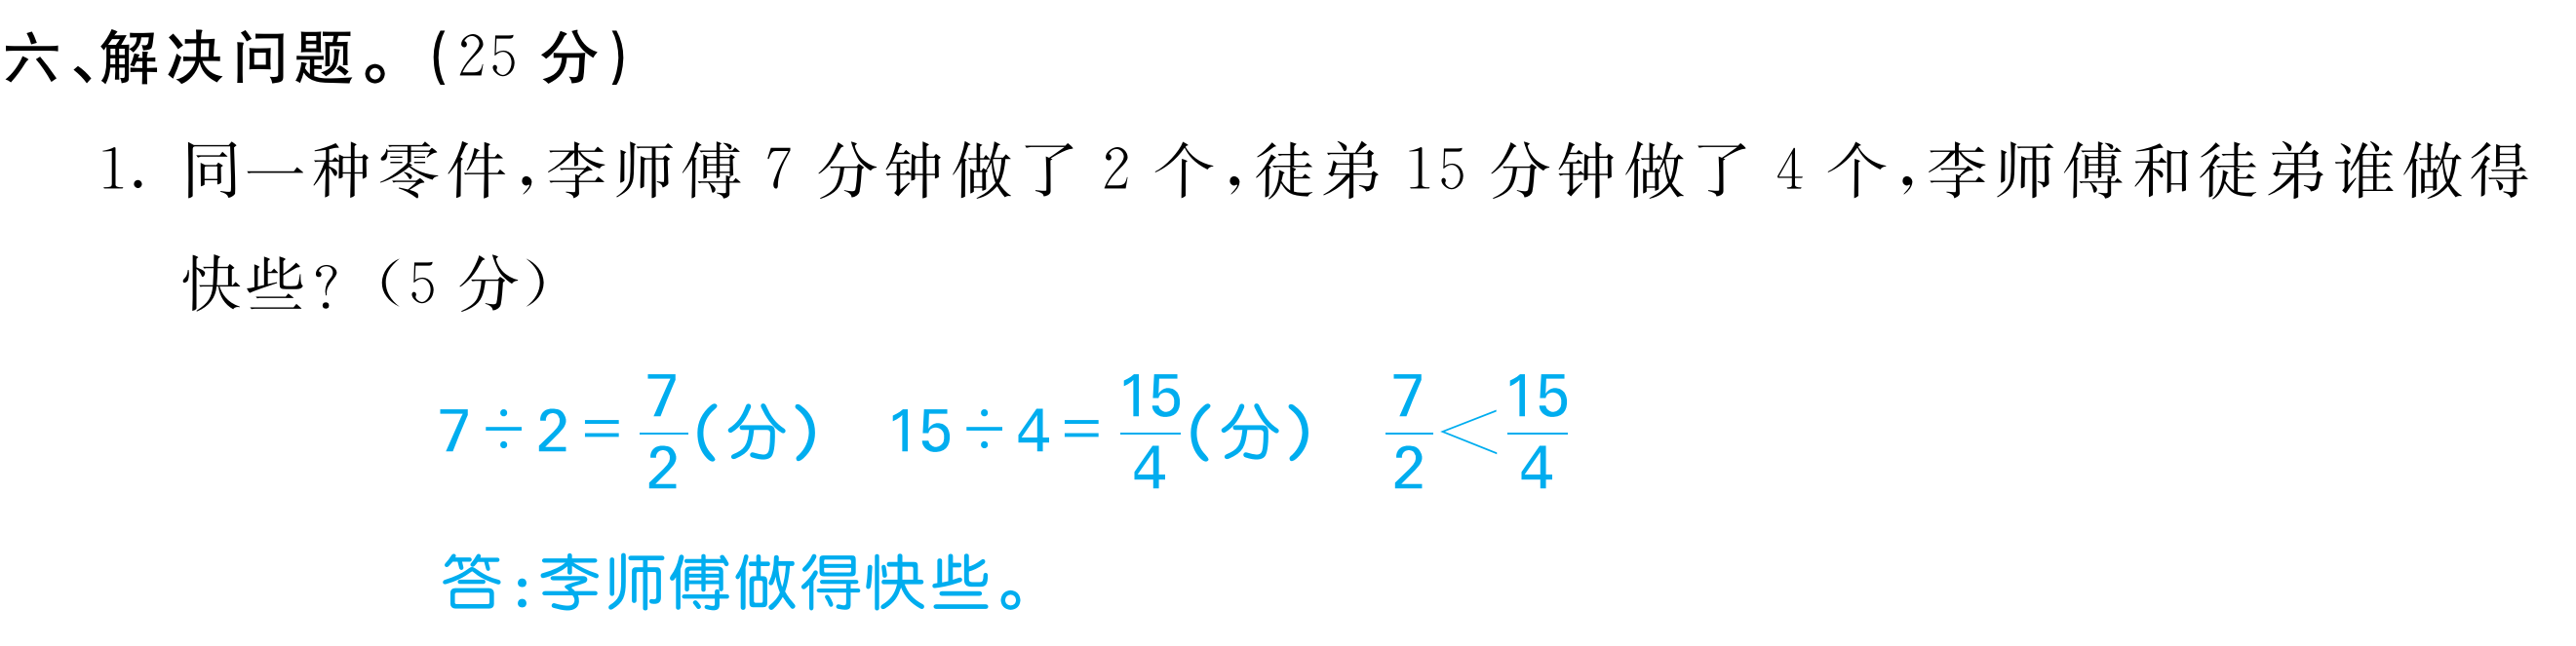 六、解决问题。(25 分)
1. 同一种零件,李师傅 7 分钟做了 2 个,徒弟 15 分钟做了 4 个,李师傅和徒弟谁做得
快些?(5 分)
7÷2=7/2(分) 15÷4=15/4(分) 7/2<15/4
答:李师傅做得快些。